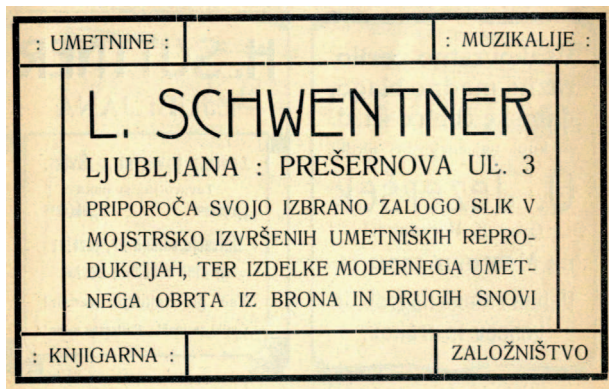 : UMETNINE :
: MUZIKALIJE :
L. SCHWENTNER
LJUBLJANA : PREŠERNOVA UL. 3
PRIPOROČA SVOJO IZBRANO ZALOGO SLIK V
MOJSTRSKO IZVRŠENIH UMETNIŠKIH REPRO-
DUKCIJAH, TER IZDELKE MODERNEGA UMET-
NEGA OBRTA IZ BRONA IN DRUGIH SNOVI
: KNJIGARNA :
ZALOŽNIŠTVO